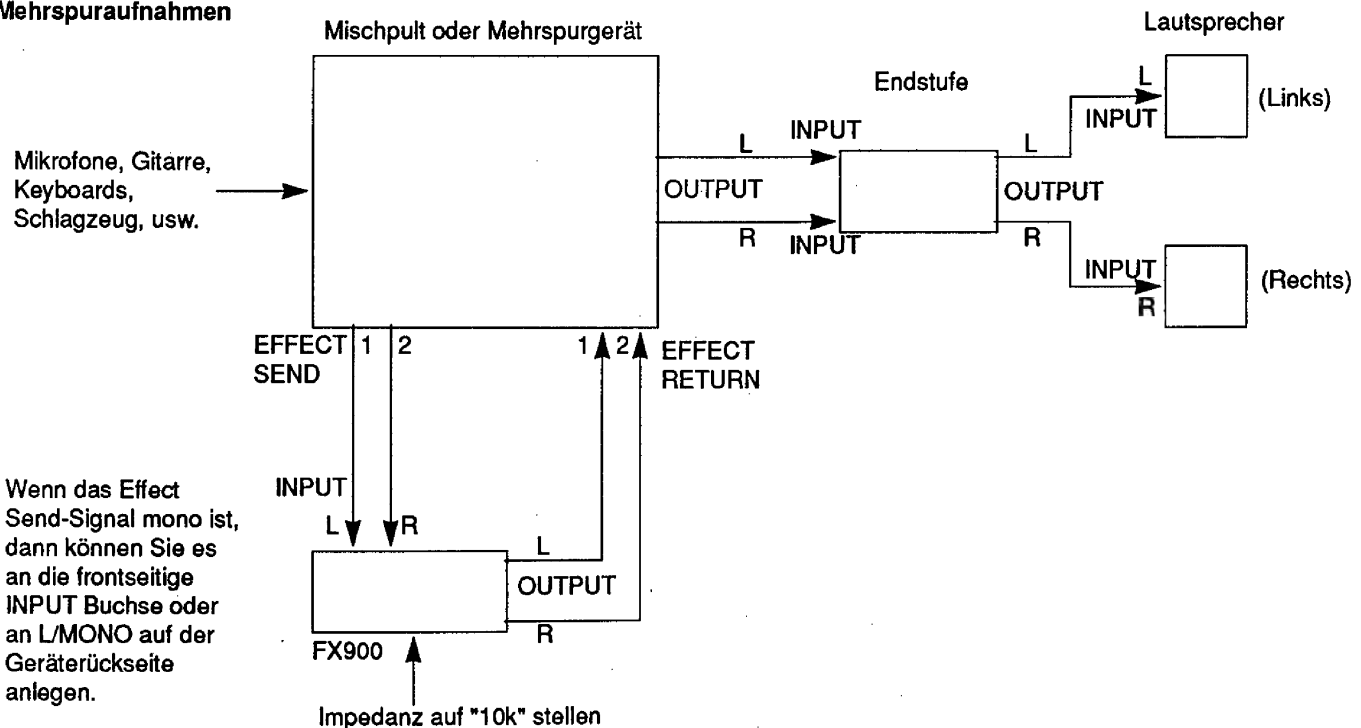 Mehrspuraufnahmen
Mischpult oder Mehrspurgerät
Lautsprecher
Endstufe
L
INPUT
(Links)
Mikrofone, Gitarre,
Keyboards,
Schlagzeug, usw.
L
INPUT
OUTPUT
R
INPUT
L
OUTPUT
R
INPUT
R
(Rechts)
EFFECT
SEND
1 2
1 2
EFFECT
RETURN
Wenn das Effect
Send-Signal mono ist,
dann können Sie es
an die frontseitige
INPUT Buchse oder
an L/MONO auf der
Geräterückseite
anlegen.
INPUT
L R
L
OUTPUT
R
FX900
Impedanz auf "10k" stellen